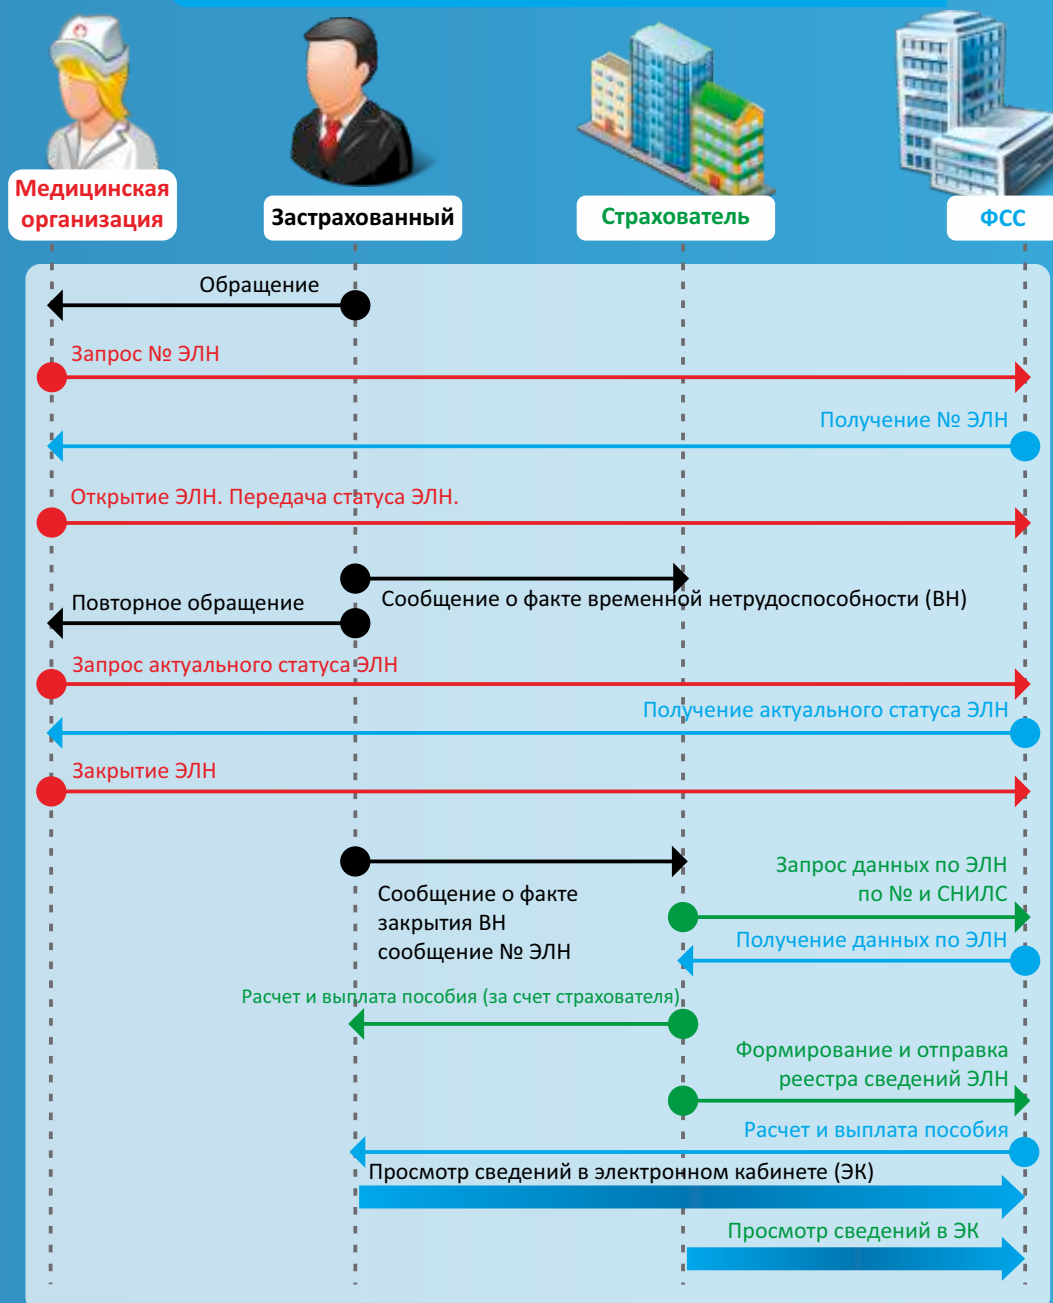 Медицинская
организация
Застрахованный
Страхователь
ФСС
Обращение
Запрос № ЭЛН
Получение № ЭЛН
Открытие ЭЛН. Передача статуса ЭЛН.
Сообщение о факте временной нетрудоспособности (ВН)
Повторное обращение
Запрос актуального статуса ЭЛН
Получение актуального статуса ЭЛН
Закрытие ЭЛН
Сообщение о факте
закрытия ВН
сообщение № ЭЛН
Запрос данных по ЭЛН
по № и СНИЛС
Получение данных по ЭЛН
Расчет и выплата пособия (за счет страхователя)
Формирование и отправка
реестра сведений ЭЛН
Расчет и выплата пособия
Просмотр сведений в электронном кабинете (ЭК)
Просмотр сведений в ЭК